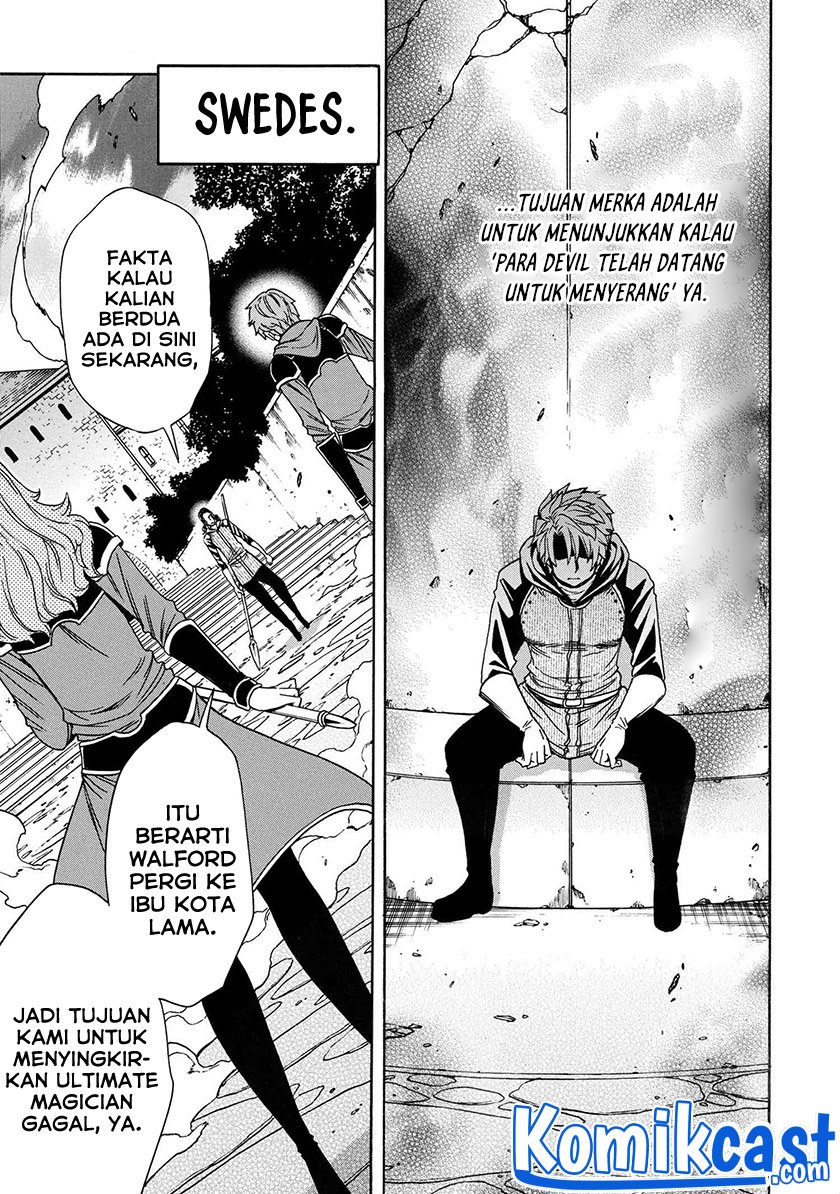 ...TUJUAN MERKA ADALAH
UNTUK MENUNJUKKAN KALAU
'PARA DEVIL TELAH DATANG
UNTUK MENYERANG' YA.
SWEDES.
FAKTA
KALAU
KALIAN
BERDUA
ADA DI SINI
SEKARANG,
ITU
BERARTI
WALFORD
PERGI KE
IBU KOTA
LAMA.
JADI TUJUAN
KAMI UNTUK
MENYINGKIR-
KAN ULTIMATE
MAGICIAN
GAGAL, YA.
Komikcast
.com